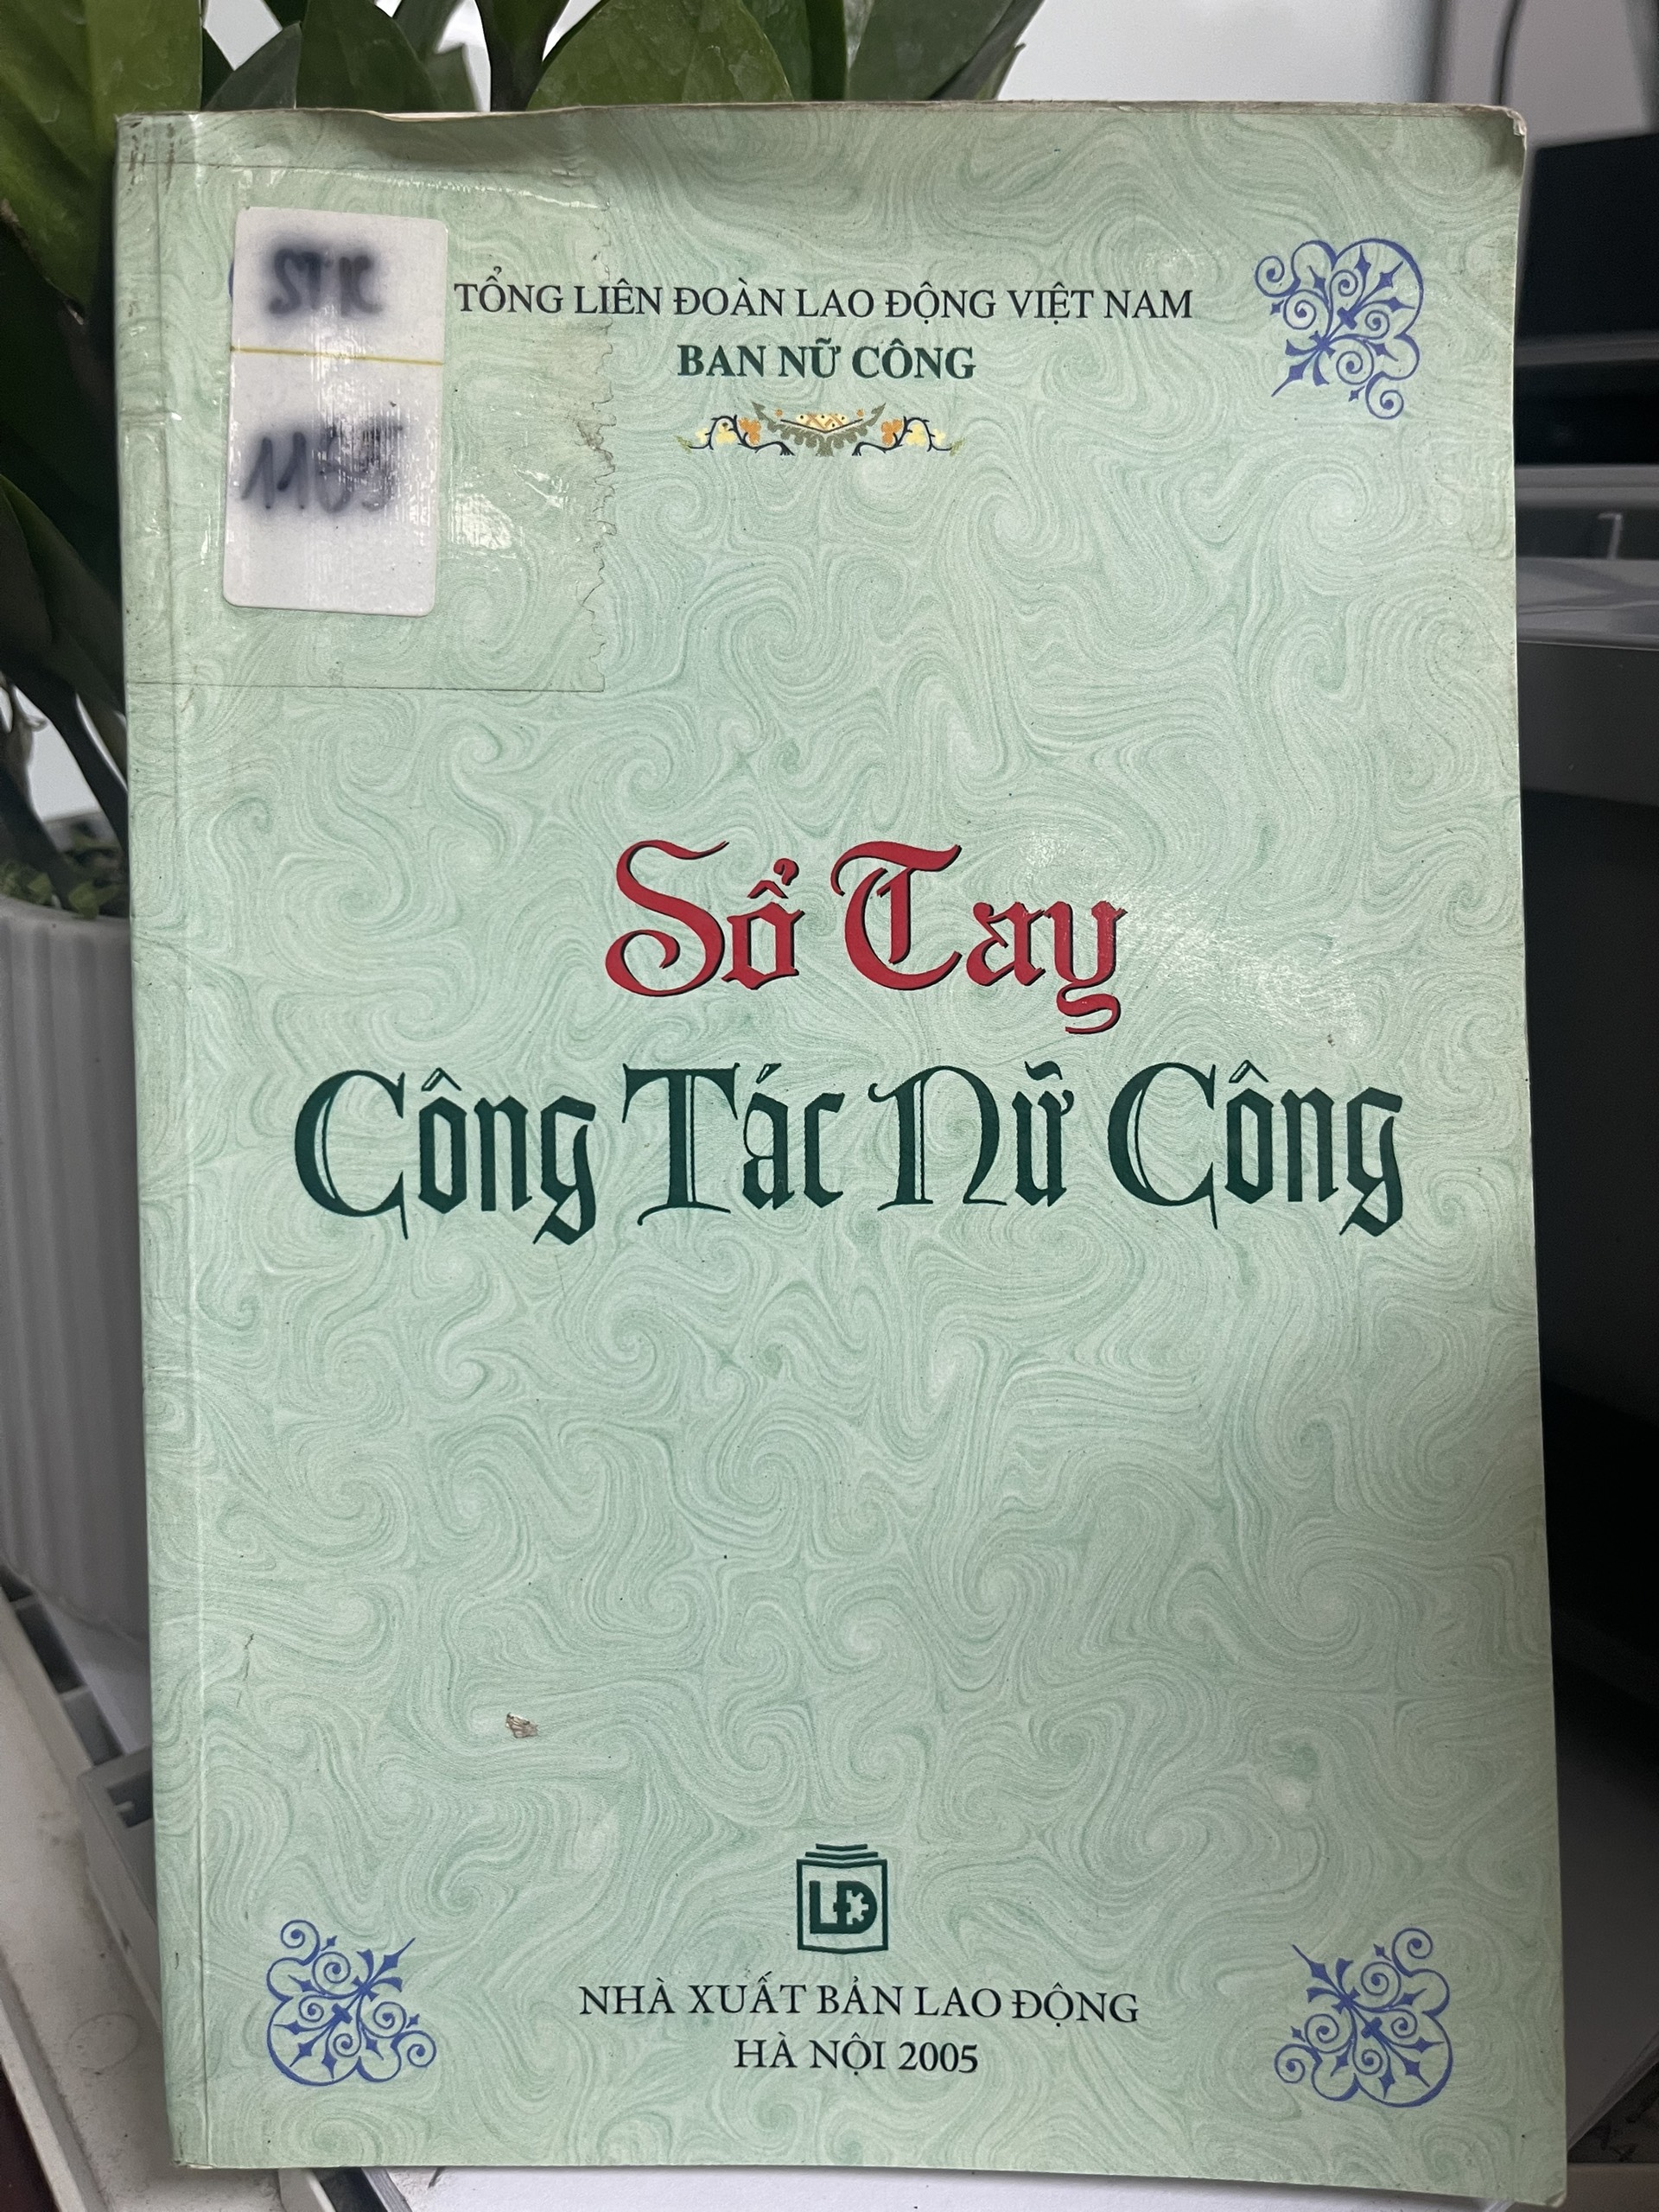 STK
TỔNG LIÊN ĐOÀN LAO ĐỘNG VIỆT NAM
BAN NỮ CÔNG
Sổ Tay
Công Tác Nữ Công
LĐ
NHÀ XUẤT BẢN LAO ĐỘNG
HÀ NỘI 2005